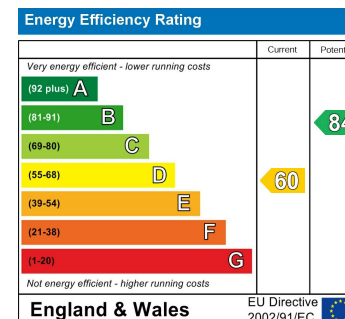 Energy Efficiency Rating
Current Potent
Very energy efficient - lower running costs
(92 plus) A
(81-91) B 84
(69-80) C
(55-68) D 60
(39-54) E
(21-38) F
(1-20) G
Not energy efficient - higher running costs
England & Wales
EU Directive
2002/91/EC